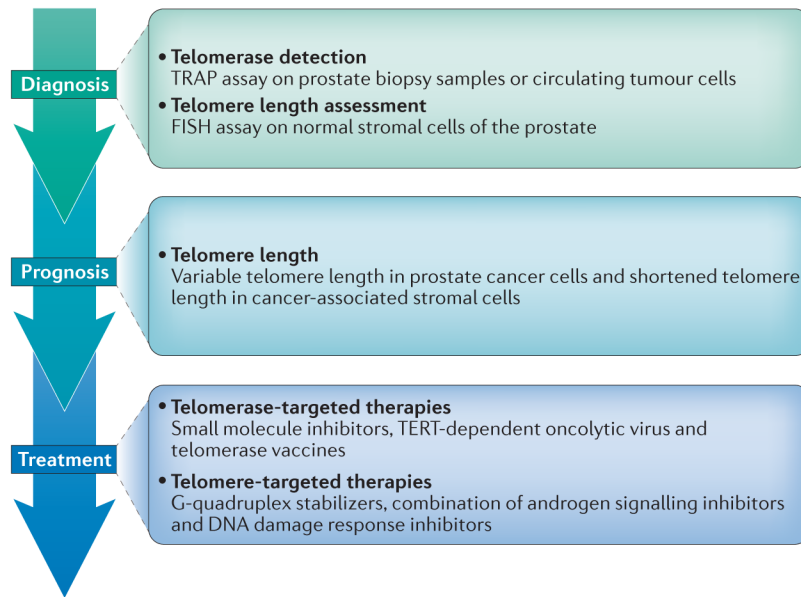 Diagnosis
• Telomerase detection
TRAP assay on prostate biopsy samples or circulating tumour cells
• Telomere length assessment
FISH assay on normal stromal cells of the prostate
Prognosis
• Telomere length
Variable telomere length in prostate cancer cells and shortened telomere
length in cancer-associated stromal cells
Treatment
• Telomerase-targeted therapies
Small molecule inhibitors, TERT-dependent oncolytic virus and
telomerase vaccines
• Telomere-targeted therapies
G-quadruplex stabilizers, combination of androgen signalling inhibitors
and DNA damage response inhibitors